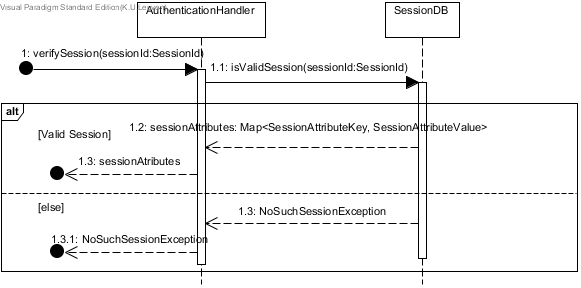 Visual Paradigm Standard Edition(K.U.Leuven)
AuthenticationHandler
SessionDB
1: verifySession(sessionId:SessionId)
1.1: isValidSession(sessionId:SessionId)
alt
1.2: sessionAttributes: Map<SessionAttributeKey, SessionAttributeValue>
[Valid Session]
1.3: sessionAtributes
[else]
1.3: NoSuchSessionException
1.3.1: NoSuchSessionException